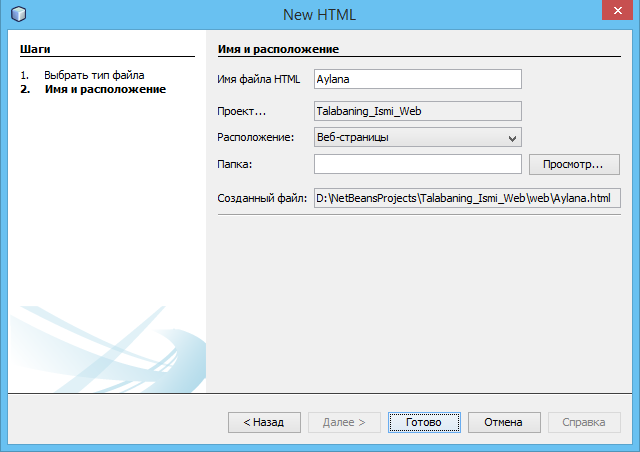 New HTML
Шаги
1. Выбрать тип файла
2. Имя и расположение
Имя и расположение
Имя файла HTML Aylana
Проект... Talabaning_Ismi_Web
Расположение: Веб-страницы
Папка: Просмотр...
Созданный файл: D:\NetBeansProjects\Talabaning_Ismi_Web\web\Aylana.html
< Назад Далее > Готово Отмена Справка